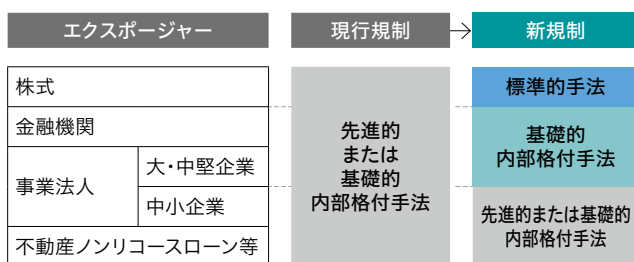 エクスポージャー
現行規制
→
新規制
株式
金融機関
事業法人
大・中堅企業
中小企業
不動産ノンリコースローン等
先進的
または
基礎的
内部格付手法
標準的手法
基礎的
内部格付手法
先進的または基礎的
内部格付手法